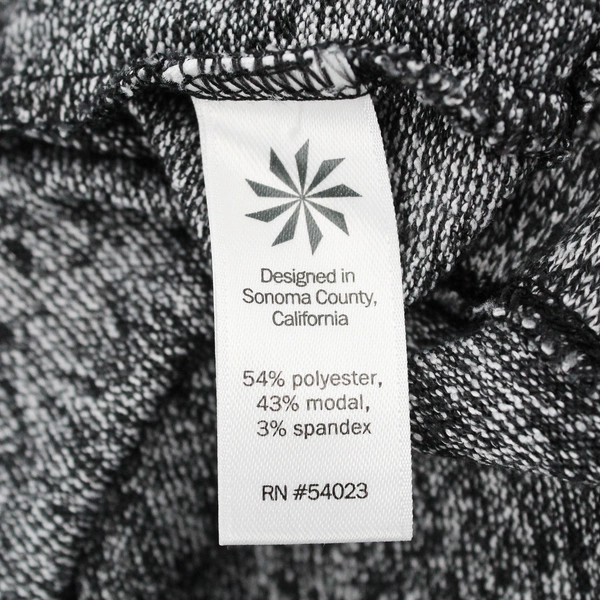 Designed in
Sonoma County,
California
54% polyester,
43% modal,
3% spandex
RN #54023